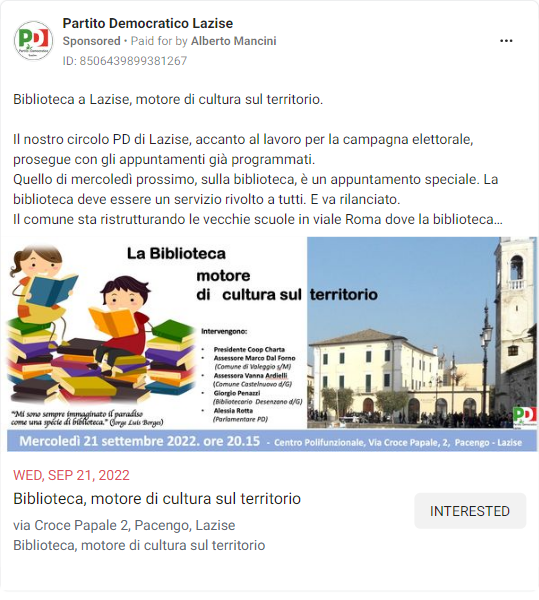 Partito Democratico Lazise
Sponsored • Paid for by Alberto Mancini
ID: 8506439899381267
Biblioteca a Lazise, motore di cultura sul territorio.
Il nostro circolo PD di Lazise, accanto al lavoro per la campagna elettorale,
prosegue con gli appuntamenti già programmati.
Quello di mercoledì prossimo, sulla biblioteca, è un appuntamento speciale. La
biblioteca deve essere un servizio rivolto a tutti. E va rilanciato.
Il comune sta ristrutturando le vecchie scuole in viale Roma dove la biblioteca...
La Biblioteca
motore
di cultura sul territorio
Intervengono:
• Presidente Coop Charta
• Assessore Marco Dal Forno
(Comune di Valeggio s/M)
• Assessora Vanna Ardielli
(Comune Castelnuovo d/G)
• Giorgio Penazzi
(Bibliotecario Desenzano d/G)
• Alessia Rotta
(Parlamentare PD)
"Mi sono sempre immaginato il paradiso
come una spécie di biblioteca." (Jorge Luis Borges)
PD
Mercoledì 21 settembre 2022. ore 20.15 - Centro Polifunzionale, Via Croce Papale, 2, Pacengo - Lazise
WED, SEP 21, 2022
Biblioteca, motore di cultura sul territorio
INTERESTED
via Croce Papale 2, Pacengo, Lazise
Biblioteca, motore di cultura sul territorio